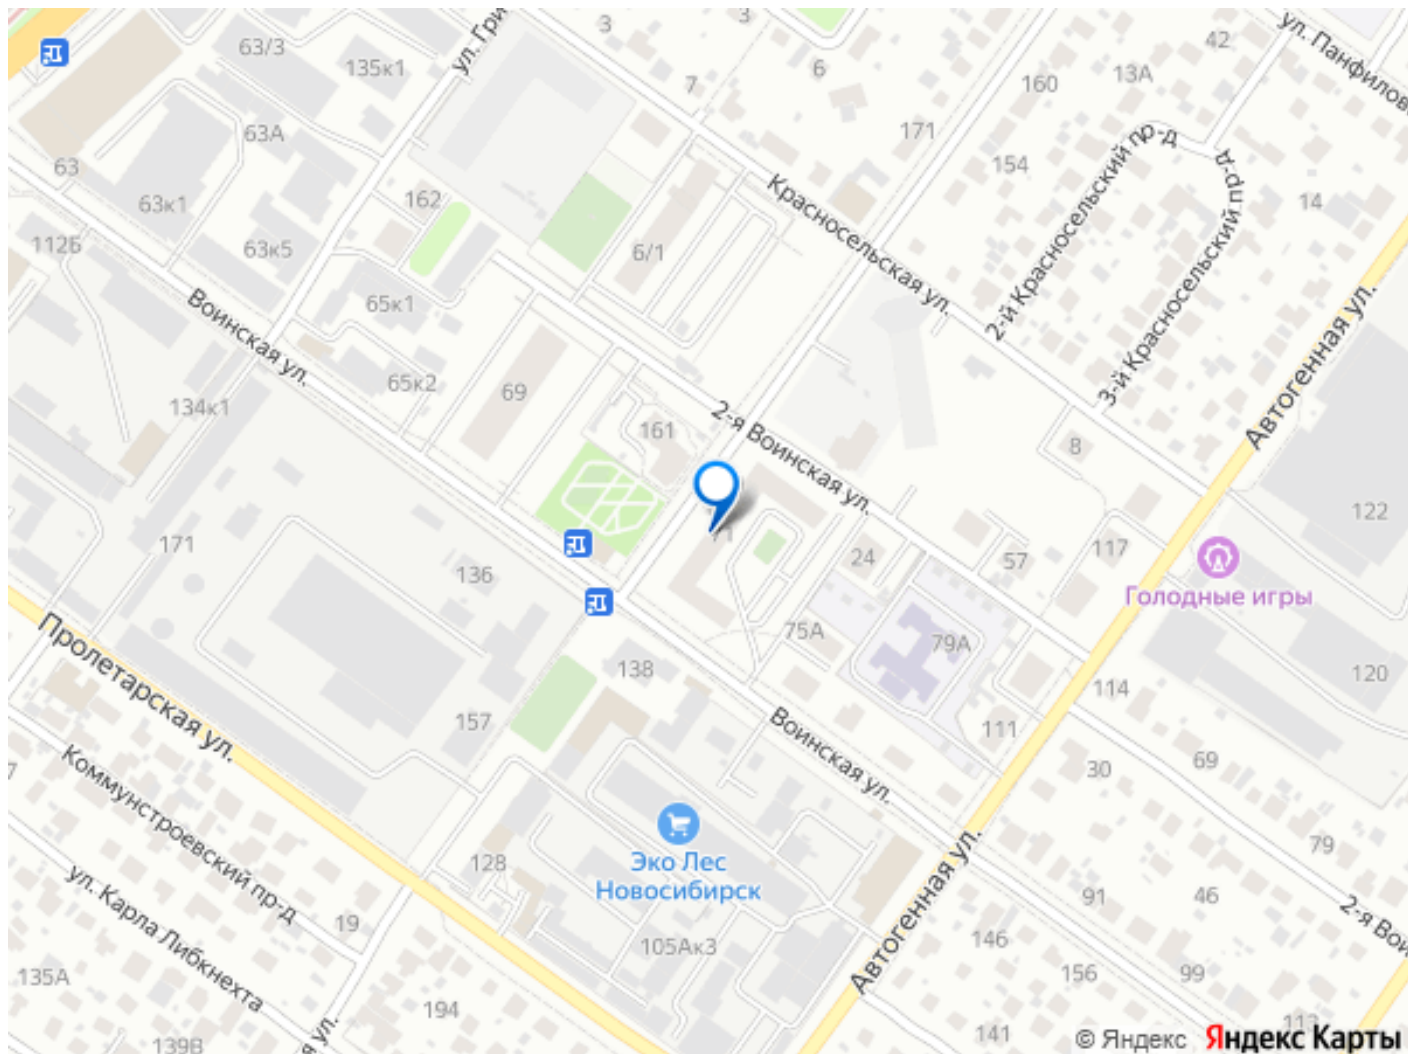 63/3
135к1
ул. Гри
3
3
7
6
42
13А
ул. Панфилов
160
171
154
2-й Красносельский пр-д
3-й Красносельский пр-д
14
63А
63
63к1
162
112Б
63к5
6/1
Красносельская ул.
65к1
Воинская ул.
65к2
69
134к1
161
2-я Воинская ул.
8
Автогенная ул.
122
171
136
24
57
117
Голодные игры
Пролетарская ул.
75А
79А
138
120
114
157
111
Воинская ул.
30
69
Коммунстроевский пр-д
79
Эко Лес
Новосибирск
128
ул. Карла Либкнехта
91
46
2-я Вои
19
105Ак3
Автогенная ул.
146
156
99
135А
194
141
113
139В
я ул.
© Яндекс Яндекс Карты